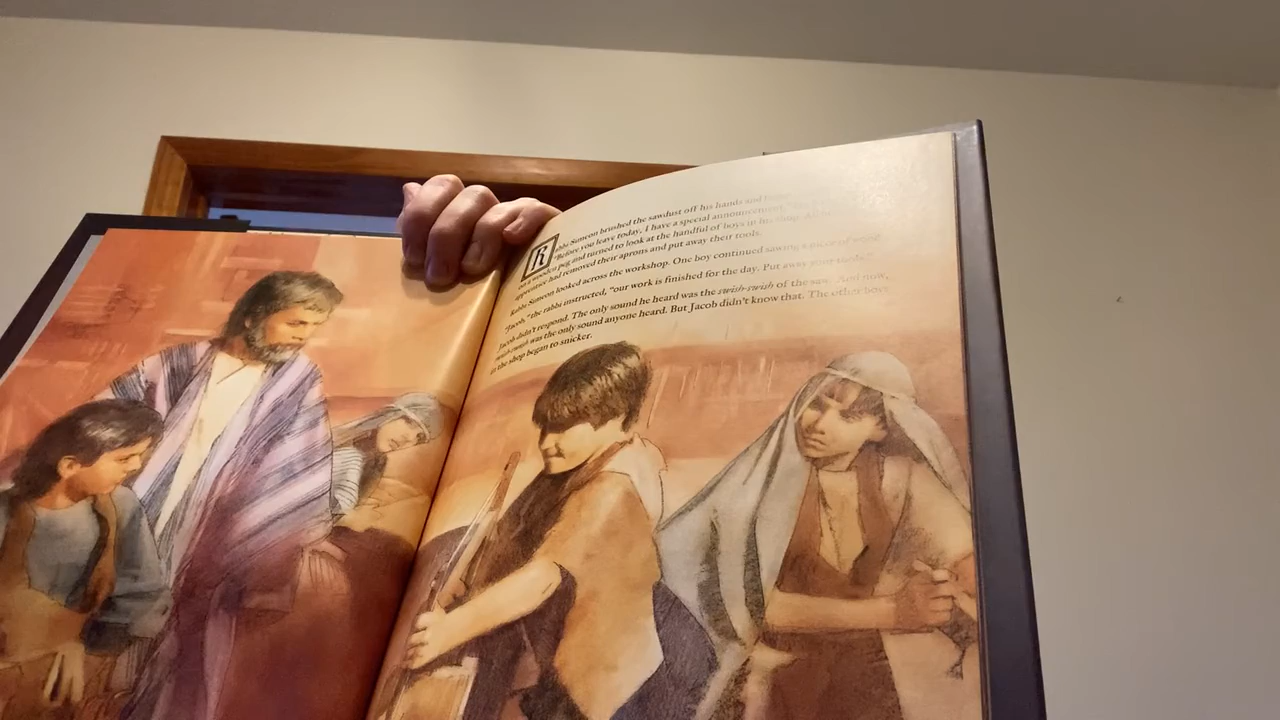 Rabbi Simeon brushed the sawdust off his hands and
"Before you leave today, I have a special announcement,"
on a wooden peg and turned to look at the handful of boys in his shop.
apprentice had removed their aprons and put away their tools.
Rabbi Simeon looked across the workshop. One boy continued sawing a piece of wood.
"Jacob," the rabbi instructed, "our work is finished for the day. Put away your tools."
Jacob didn't respond. The only sound he heard was the swish-swish of the saw. And now,
swish-swish was the only sound anyone heard. But Jacob didn't know that. The other boys
in the shop began to snicker.